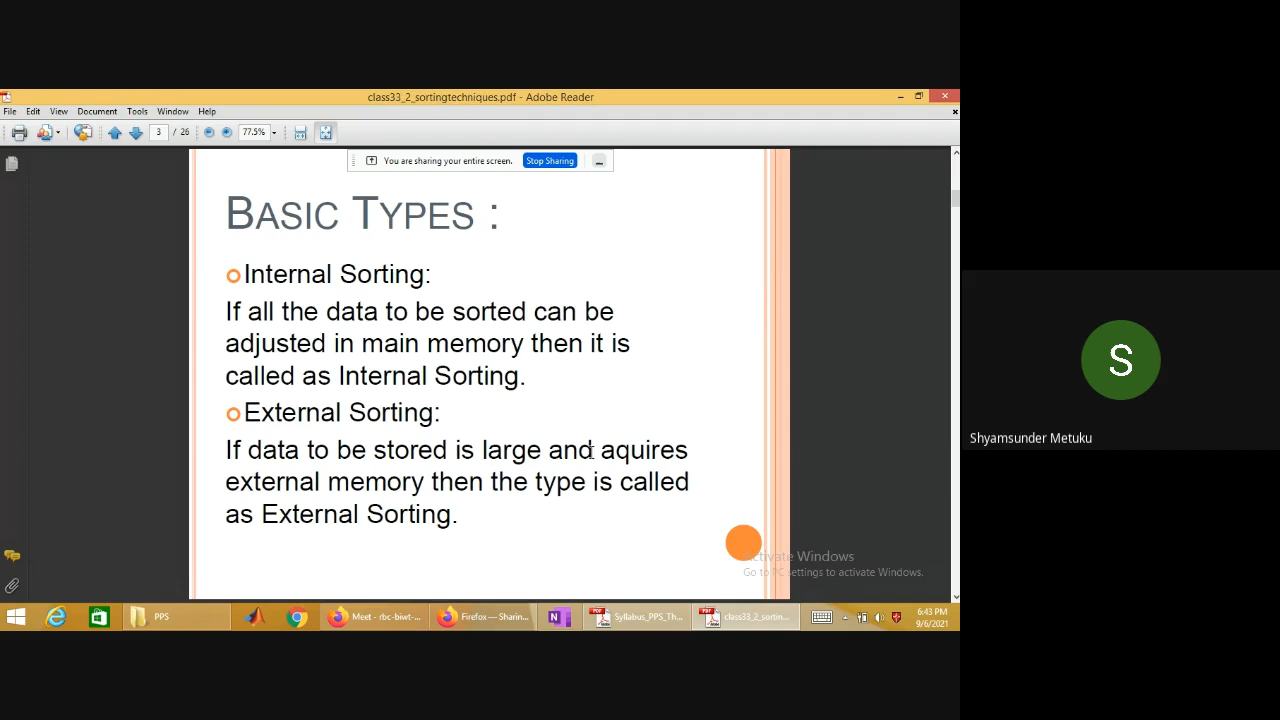 class33_2_sortingtechniques.pdf - Adobe Reader
File Edit View Document Tools Window Help
3 / 26 77.5%
You are sharing your entire screen. Stop Sharing
BASIC TYPES :
Internal Sorting:
If all the data to be sorted can be
adjusted in main memory then it is
called as Internal Sorting.
External Sorting:
If data to be stored is large and aquires
external memory then the type is called
as External Sorting.
Activate Windows
Go to PC settings to activate Windows.
S
Shyamsunder Metuku
PPS
Meet - rbc-biwt-...
Firefox — Sharin...
Syllabus_PPS_Th...
class33_2_sortin...
6:43 PM
9/6/2021